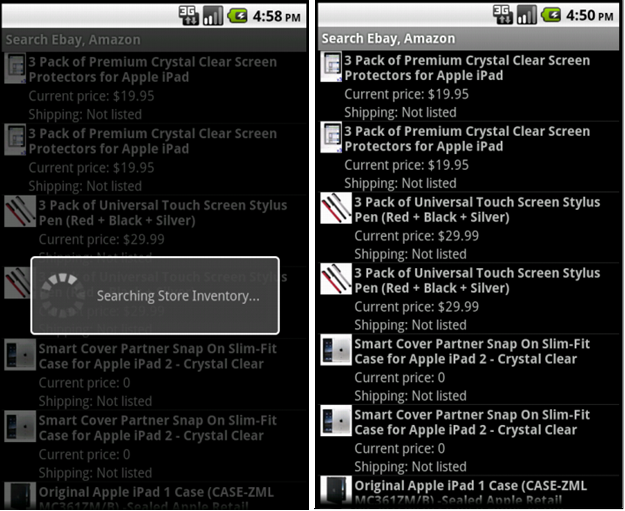 3G 4:58 PM
Search Ebay, Amazon
3 Pack of Premium Crystal Clear Screen
Protectors for Apple iPad
Current price: $19.95
Shipping: Not listed
3 Pack of Premium Crystal Clear Screen
Protectors for Apple iPad
Current price: $19.95
Shipping: Not listed
3 Pack of Universal Touch Screen Stylus
Pen (Red + Black + Silver)
Current price: $29.99
of Universal Touch Screen Stylus
Searching Store Inventory...
Smart Cover Partner Snap On Slim-Fit
Case for Apple iPad 2 - Crystal Clear
Current price: 0
Shipping: Not listed
Smart Cover Partner Snap On Slim-Fit
Case for Apple iPad 2 - Crystal Clear
Current price: 0
Shipping: Not listed
Original Apple iPad 1 Case (CASE-ZML
MC361ZM/B) -Sealed Apple Retail
3G 4:50 PM
Search Ebay, Amazon
3 Pack of Premium Crystal Clear Screen
Protectors for Apple iPad
Current price: $19.95
Shipping: Not listed
3 Pack of Premium Crystal Clear Screen
Protectors for Apple iPad
Current price: $19.95
Shipping: Not listed
3 Pack of Universal Touch Screen Stylus
Pen (Red + Black + Silver)
Current price: $29.99
Shipping: Not listed
3 Pack of Universal Touch Screen Stylus
Pen (Red + Black + Silver)
Current price: $29.99
Shipping: Not listed
Smart Cover Partner Snap On Slim-Fit
Case for Apple iPad 2 - Crystal Clear
Current price: 0
Shipping: Not listed
Smart Cover Partner Snap On Slim-Fit
Case for Apple iPad 2 - Crystal Clear
Current price: 0
Shipping: Not listed
Original Apple iPad 1 Case (CASE-ZML
MC361ZM/B) -Sealed Apple Retail